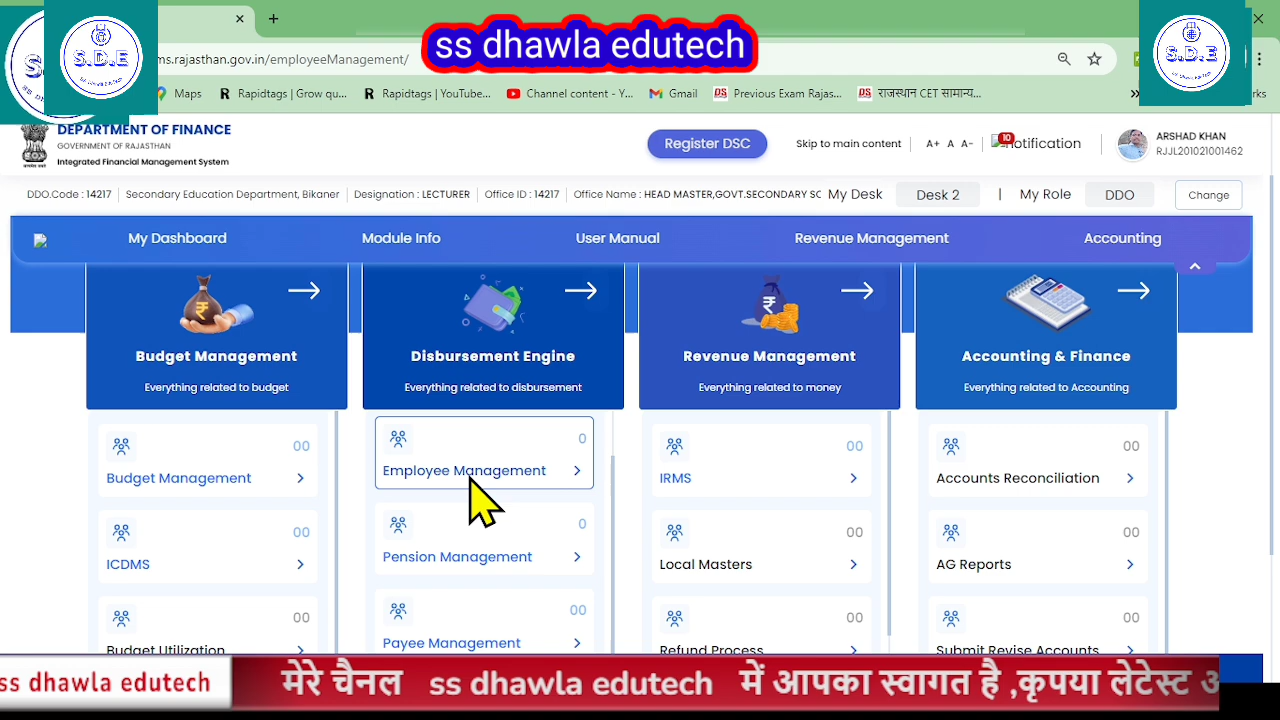 ss dhawla edutech
S.D.E
S.D.E
ms.rajasthan.gov.in/employeeManagement/
Maps
Rapidtags | Grow qu...
Rapidtags | YouTube...
Channel content - Y...
Gmail
Previous Exam Rajas...
राजस्थान CET सामान्य...
DEPARTMENT OF FINANCE
GOVERNMENT OF RAJASTHAN
Integrated Financial Management System
Register DSC
Skip to main content
A+ A A-
10
Notification
ARSHAD KHAN
RJJL201021001462
DDO.Code : 14217
Secondary Education Department, Bikaner
Designation : LECTURER
Office ID : 14217
Office Name : HEAD MASTER,GOVT.SECONDARY SC
My Desk
Desk 2
|
My Role
DDO
Change
My Dashboard
Module Info
User Manual
Revenue Management
Accounting
Budget Management
Everything related to budget
Disbursement Engine
Everything related to disbursement
Revenue Management
Everything related to money
Accounting & Finance
Everything related to Accounting
00
Budget Management
00
ICDMS
00
Budget Utilization
0
Employee Management
0
Pension Management
00
Payee Management
00
IRMS
00
Local Masters
00
Refund Process
00
Accounts Reconciliation
00
AG Reports
00
Submit Revise Accounts
ss dhawla edutech
मेरे चैनल ss dhawla edutech में आपका स्वागत है ,कृपया लेटेस्ट